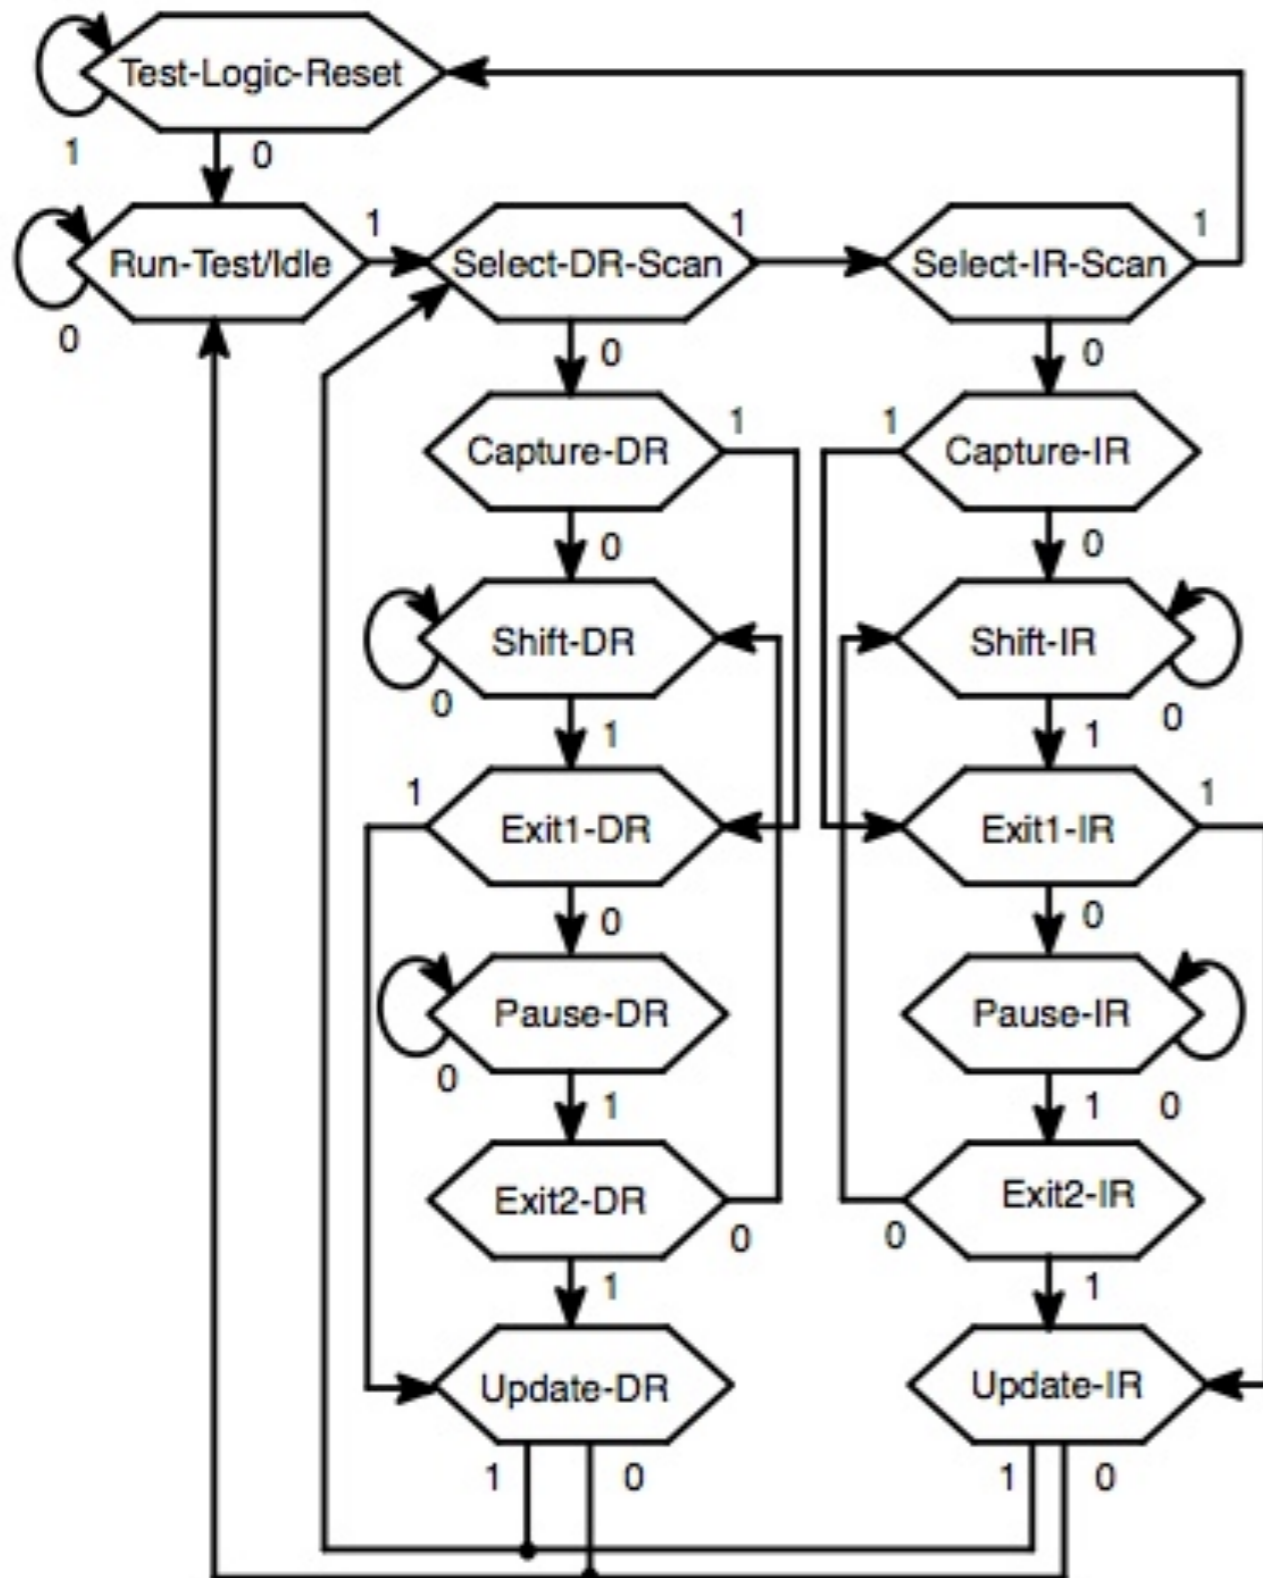 Test-Logic-Reset
1 0
1 1 1
Run-Test/Idle Select-DR-Scan Select-IR-Scan
0 0 0
1 1
Capture-DR Capture-IR
0 0
Shift-DR Shift-IR
0 0
1 1
1 1
Exit1-DR Exit1-IR
0 0
Pause-DR Pause-IR
0
1 1 0
Exit2-DR Exit2-IR
0 0
1 1
Update-DR Update-IR
1 0 1 0